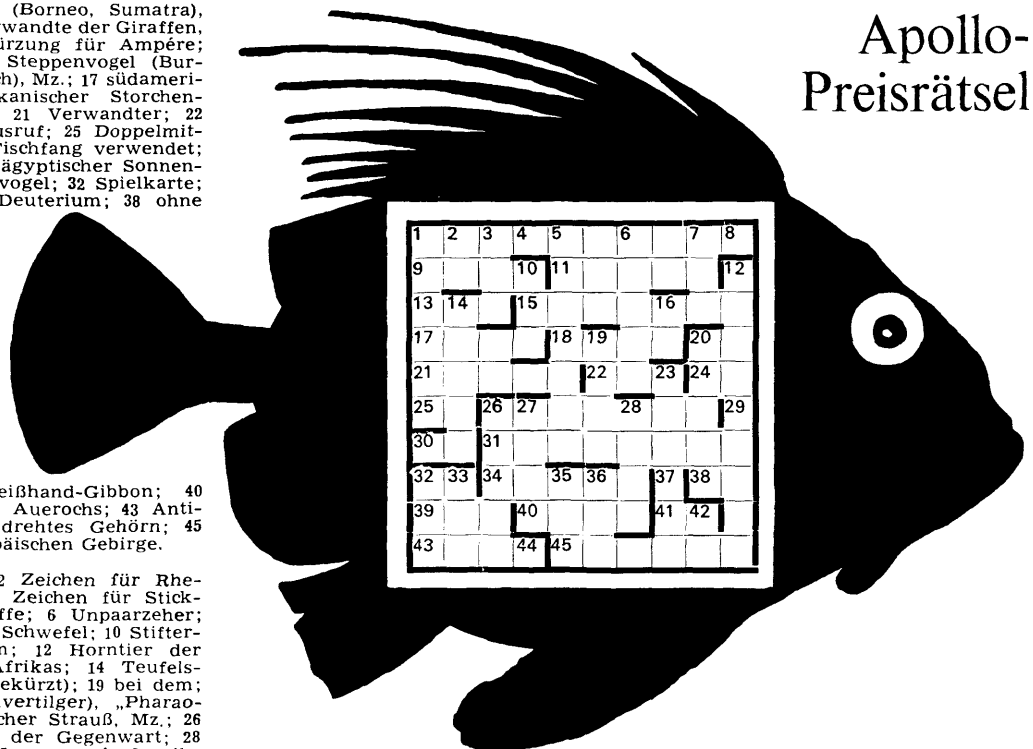 (Borneo, Sumatra),
rwandte der Giraffen,
ürzung für Ampére;
Steppenvogel (Bur-
ch), Mz.; 17 südameri-
kanischer Storchen-
21 Verwandter; 22
usruf; 25 Doppelmit-
Fischfang verwendet;
ägyptischer Sonnen-
vogel; 32 Spielkarte;
Deuterium; 38 ohne
Apollo-
Preisrätsel
1 2 3 4 5 6 7 8
9 10 11 12
13 14 15 16
17 18 19 20
21 22 23 24
25 26 27 28 29
30 31
32 33 34 35 36 37 38
39 40 41 42
43 44 45
eißhand-Gibbon; 40
Auerochs; 43 Anti-
drehtes Gehörn; 45
päischen Gebirge.
2 Zeichen für Rhe-
Zeichen für Stick-
ffe; 6 Unpaarzeher;
Schwefel; 10 Stifter-
n; 12 Horntier der
Afrikas; 14 Teufels-
ekürzt); 19 bei dem;
vertilger), „Pharao-
cher Strauß, Mz.; 26
der Gegenwart; 28